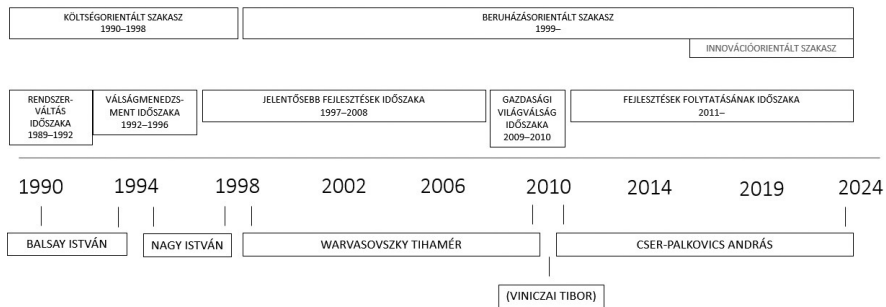 KÖLTSÉGORIENTÁLT SZAKASZ
1990–1998
BERUHÁZÁSORIENTÁLT SZAKASZ
1999–
INNOVÁCIÓORIENTÁLT SZAKASZ
RENDSZER-
VÁLTÁS
IDŐSZAKA
1989–1992
VÁLSÁGMENEDZS-
MENT IDŐSZAKA
1992–1996
JELENTŐSEBB FEJLESZTÉSEK IDŐSZAKA
1997–2008
GAZDASÁGI
VILÁGVÁLSÁG
IDŐSZAKA
2009–2010
FEJLESZTÉSEK FOLYTATÁSÁNAK IDŐSZAKA
2011–
1990 1994 1998 2002 2006 2010 2014 2019 2024
BALSAY ISTVÁN
NAGY ISTVÁN
WARVASOVSZKY TIHAMÉR
CSER-PALKOVICS ANDRÁS
(VINICZAI TIBOR)